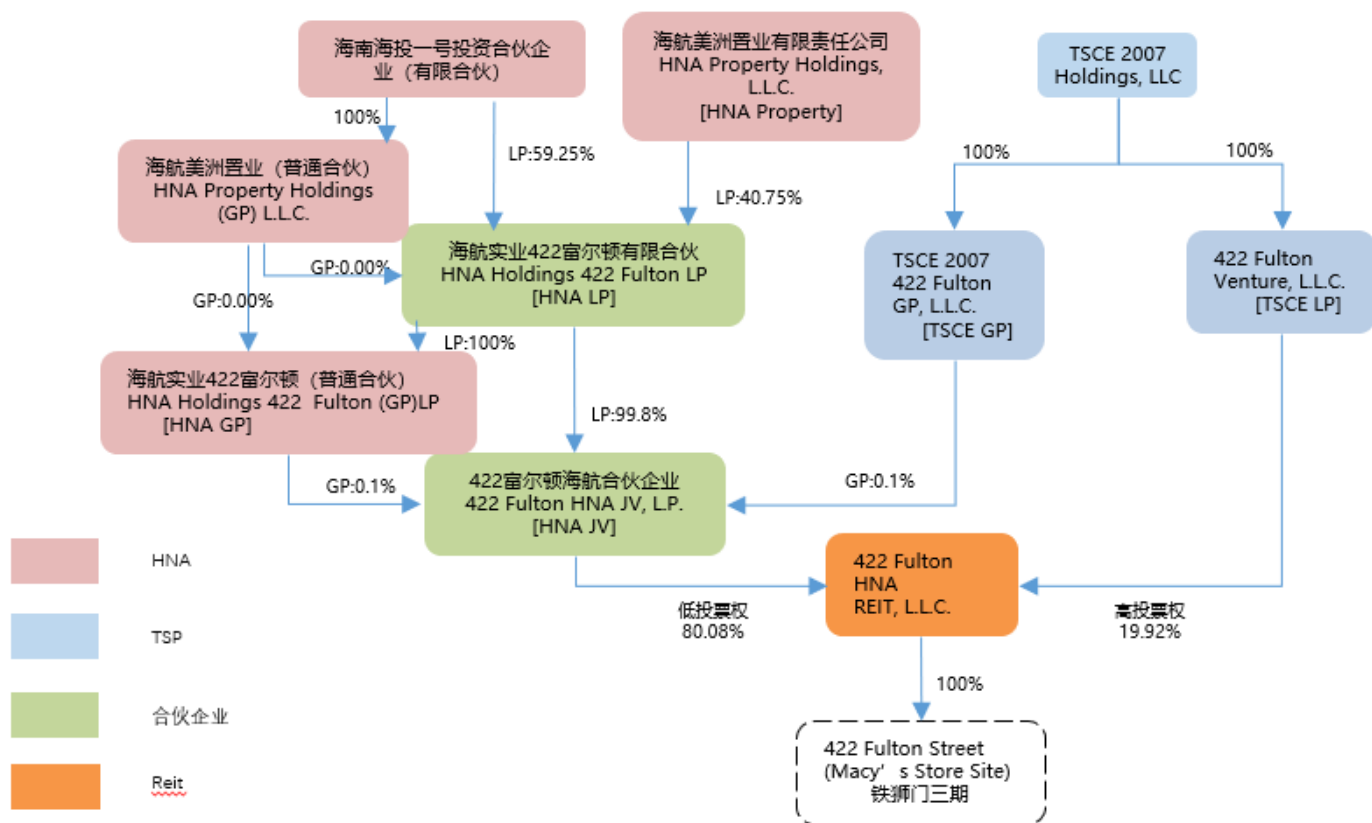 海南海投一号投资合伙企
业（有限合伙）
海航美洲置业有限责任公司
HNA Property Holdings,
L.L.C.
[HNA Property]
TSCE 2007
Holdings, LLC
100%
LP:59.25%
LP:40.75%
100%
100%
海航美洲置业（普通合伙）
HNA Property Holdings
(GP) L.L.C.
海航实业422富尔顿有限合伙
HNA Holdings 422 Fulton LP
[HNA LP]
TSCE 2007
422 Fulton
GP, L.L.C.
[TSCE GP]
422 Fulton
Venture, L.L.C.
[TSCE LP]
GP:0.00%
GP:0.00%
LP:100%
海航实业422富尔顿（普通合伙）
HNA Holdings 422 Fulton (GP)LP
[HNA GP]
LP:99.8%
GP:0.1%
422富尔顿海航合伙企业
422 Fulton HNA JV, L.P.
[HNA JV]
GP:0.1%
422 Fulton
HNA
REIT, L.L.C.
低投票权
80.08%
高投票权
19.92%
100%
422 Fulton Street
(Macy's Store Site)
铁狮门三期
HNA
TSP
合伙企业
Reit